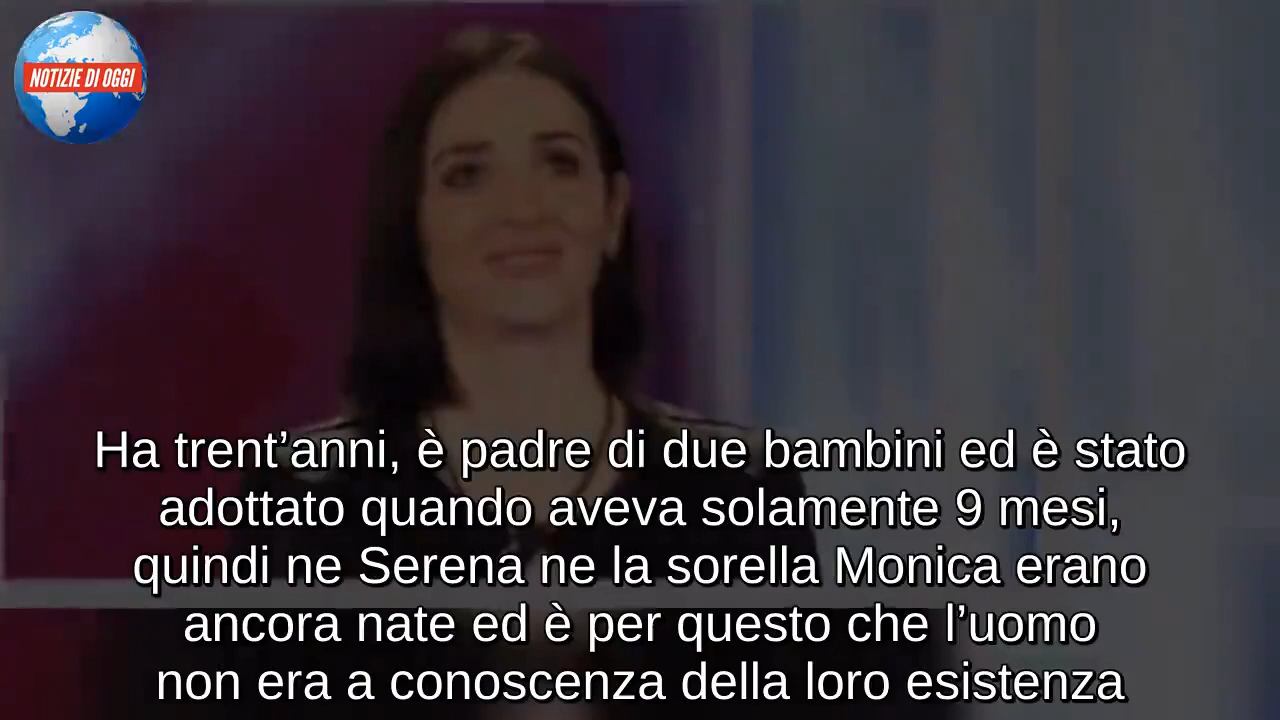 NOTIZIE DI OGGI
Ha trent’anni, è padre di due bambini ed è stato
adottato quando aveva solamente 9 mesi,
quindi ne Serena ne la sorella Monica erano
ancora nate ed è per questo che l’uomo
non era a conoscenza della loro esistenza